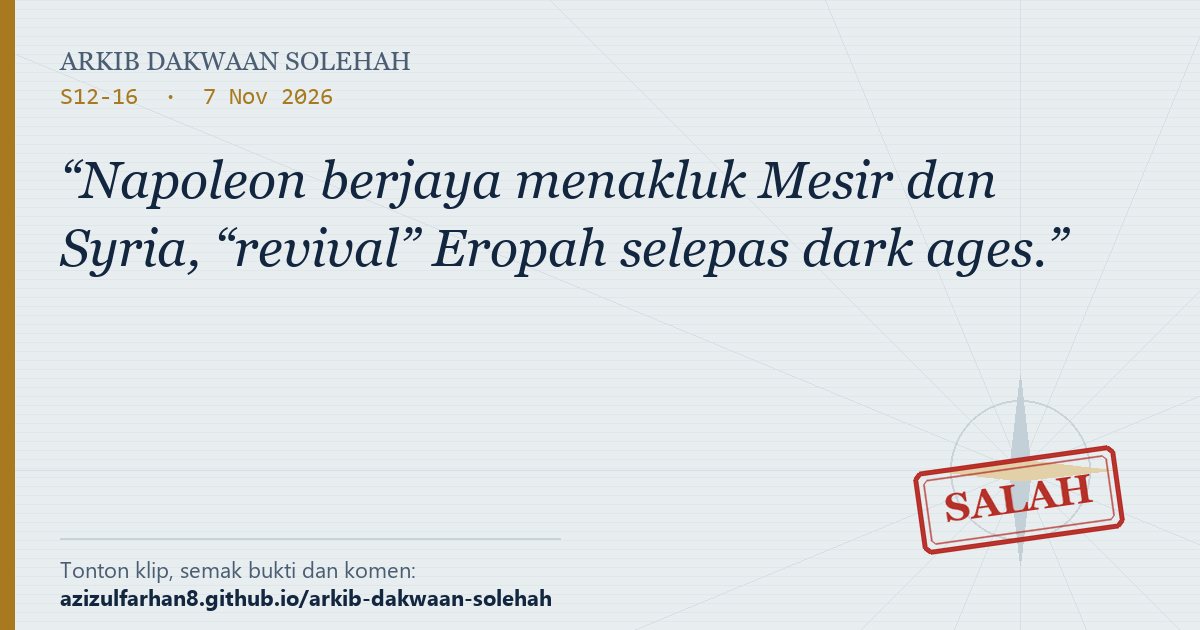 ARKIB DAKWAAN SOLEHAH
S12-16 · 7 Nov 2026
“Napoleon berjaya menakluk Mesir dan
Syria, “revival” Eropah selepas dark ages.”
SALAH
Tonton klip, semak bukti dan komen:
azizulfarhan8.github.io/arkib-dakwaan-solehah